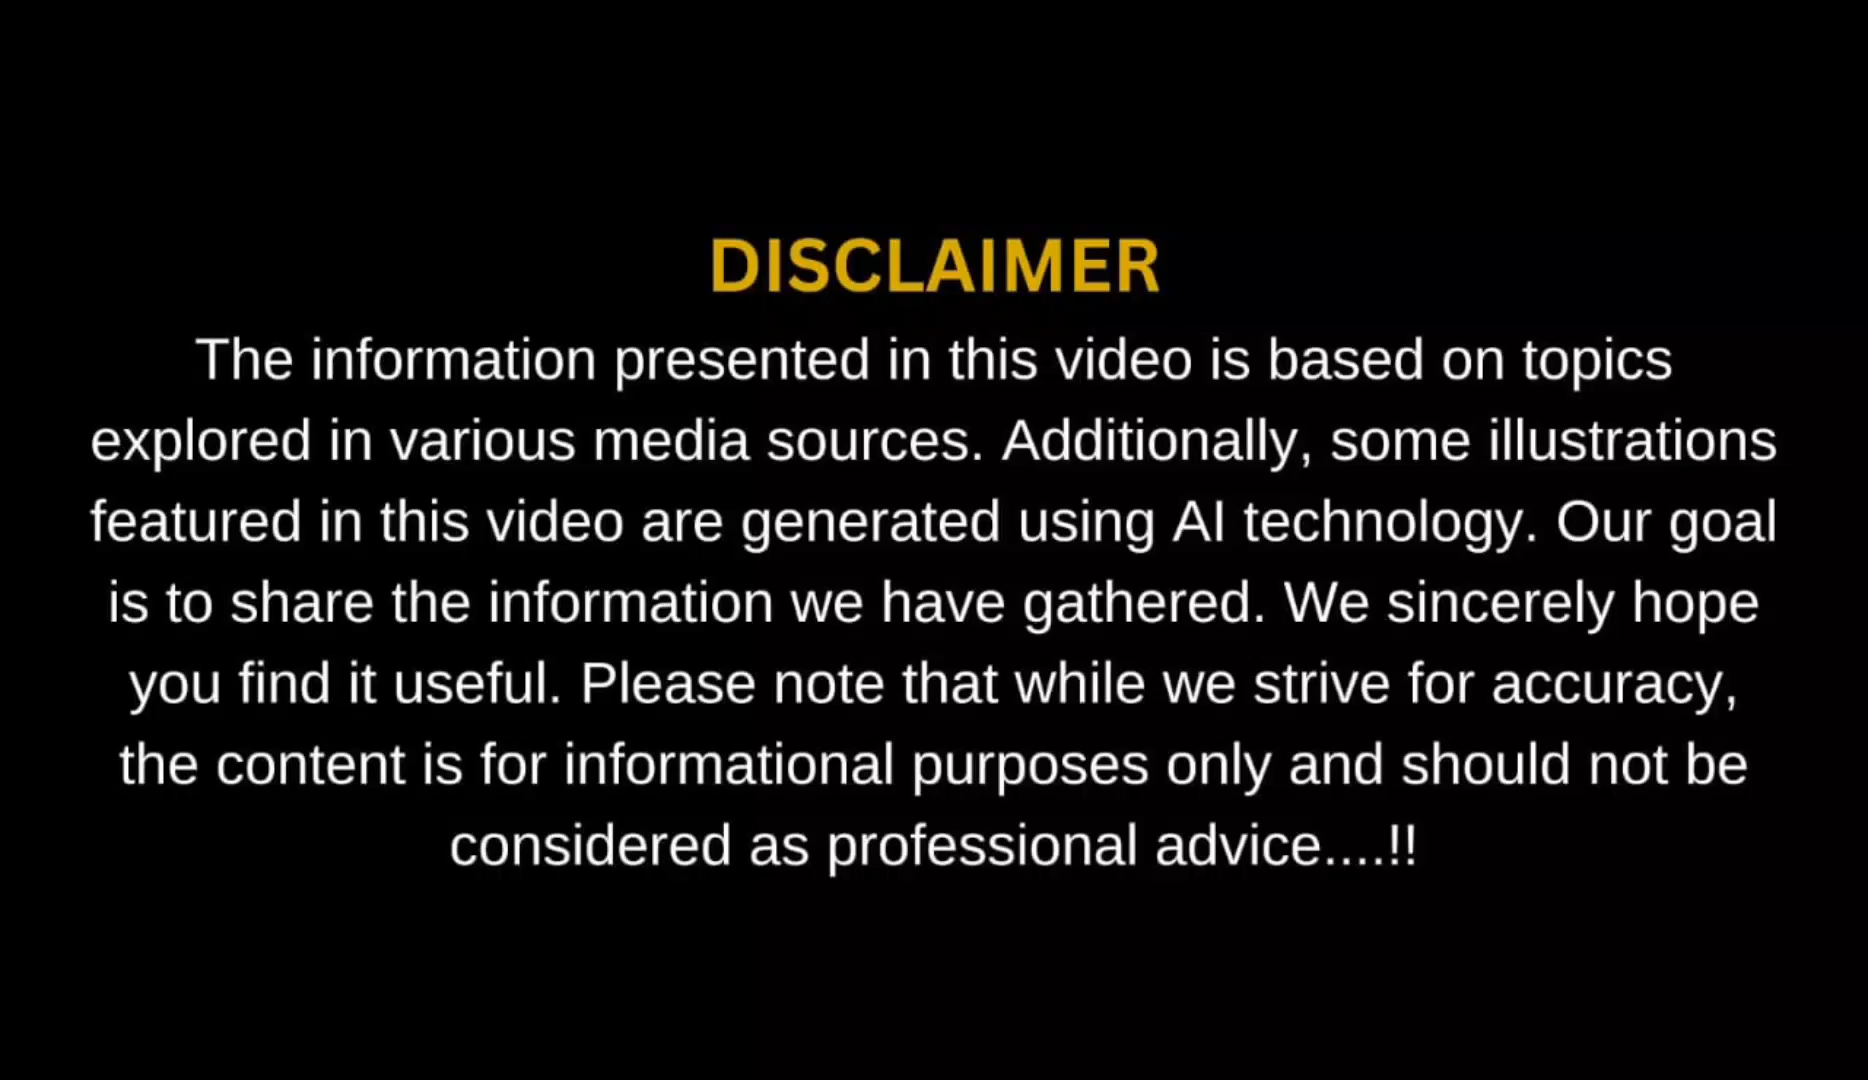 DISCLAIMER
The information presented in this video is based on topics
explored in various media sources. Additionally, some illustrations
featured in this video are generated using AI technology. Our goal
is to share the information we have gathered. We sincerely hope
you find it useful. Please note that while we strive for accuracy,
the content is for informational purposes only and should not be
considered as professional advice....!!